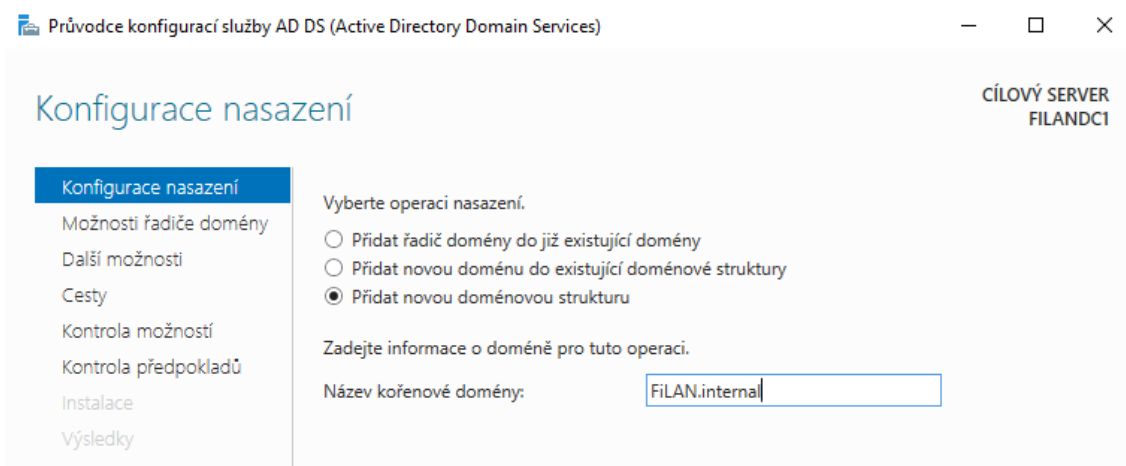 Průvodce konfigurací služby AD DS (Active Directory Domain Services)
Konfigurace nasazení
CÍLOVÝ SERVER
FILANDC1
Konfigurace nasazení
Možnosti řadiče domény
Další možnosti
Cesty
Kontrola možností
Kontrola předpokladů
Instalace
Výsledky
Vyberte operaci nasazení.
Přidat řadič domény do již existující domény
Přidat novou doménu do existující doménové struktury
Přidat novou doménovou strukturu
Zadejte informace o doméně pro tuto operaci.
Název kořenové domény: FiLAN.internal